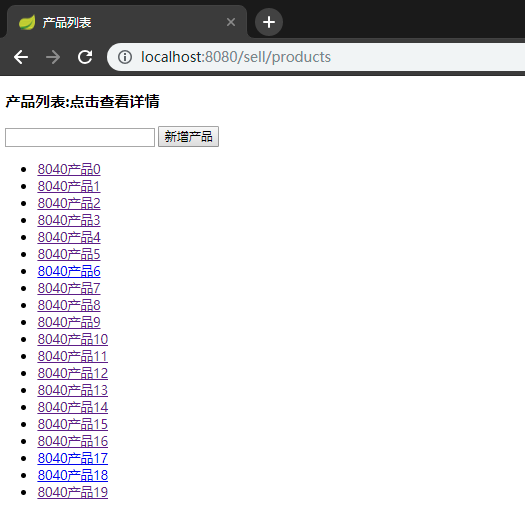 产品列表
localhost:8080/sell/products
产品列表:点击查看详情
新增产品
8040产品0
8040产品1
8040产品2
8040产品3
8040产品4
8040产品5
8040产品6
8040产品7
8040产品8
8040产品9
8040产品10
8040产品11
8040产品12
8040产品13
8040产品14
8040产品15
8040产品16
8040产品17
8040产品18
8040产品19